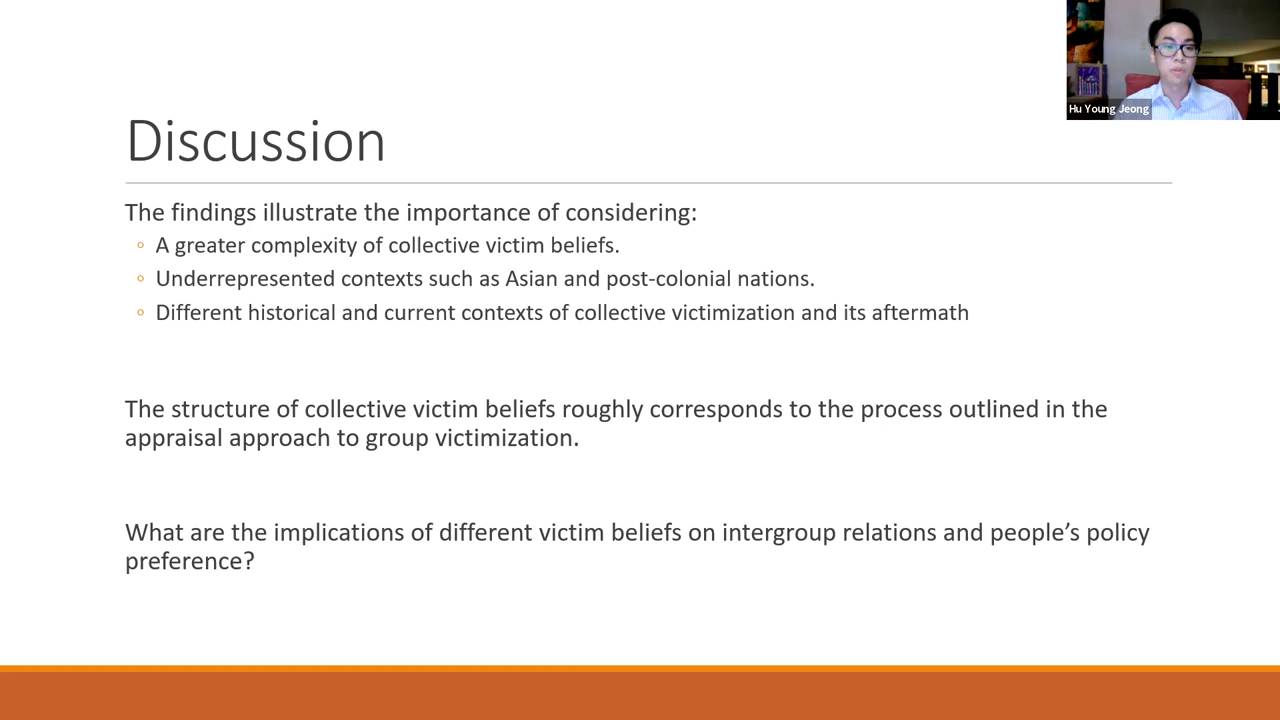 Hu Young Jeong
Discussion
The findings illustrate the importance of considering:
◦ A greater complexity of collective victim beliefs.
◦ Underrepresented contexts such as Asian and post-colonial nations.
◦ Different historical and current contexts of collective victimization and its aftermath
The structure of collective victim beliefs roughly corresponds to the process outlined in the
appraisal approach to group victimization.
What are the implications of different victim beliefs on intergroup relations and people’s policy
preference?